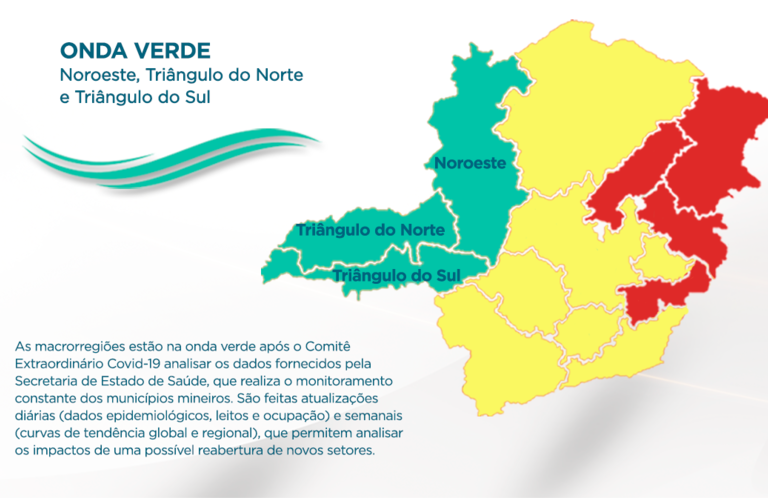 ONDA VERDE
Noroeste, Triângulo do Norte
e Triângulo do Sul
Noroeste
Triângulo do Norte
Triângulo do Sul
As macrorregiões estão na onda verde após o Comitê
Extraordinário Covid-19 analisar os dados fornecidos pela
Secretaria de Estado de Saúde, que realiza o monitoramento
constante dos municípios mineiros. São feitas atualizações
diárias (dados epidemiológicos, leitos e ocupação) e semanais
(curvas de tendência global e regional), que permitem analisar
os impactos de uma possível reabertura de novos setores.